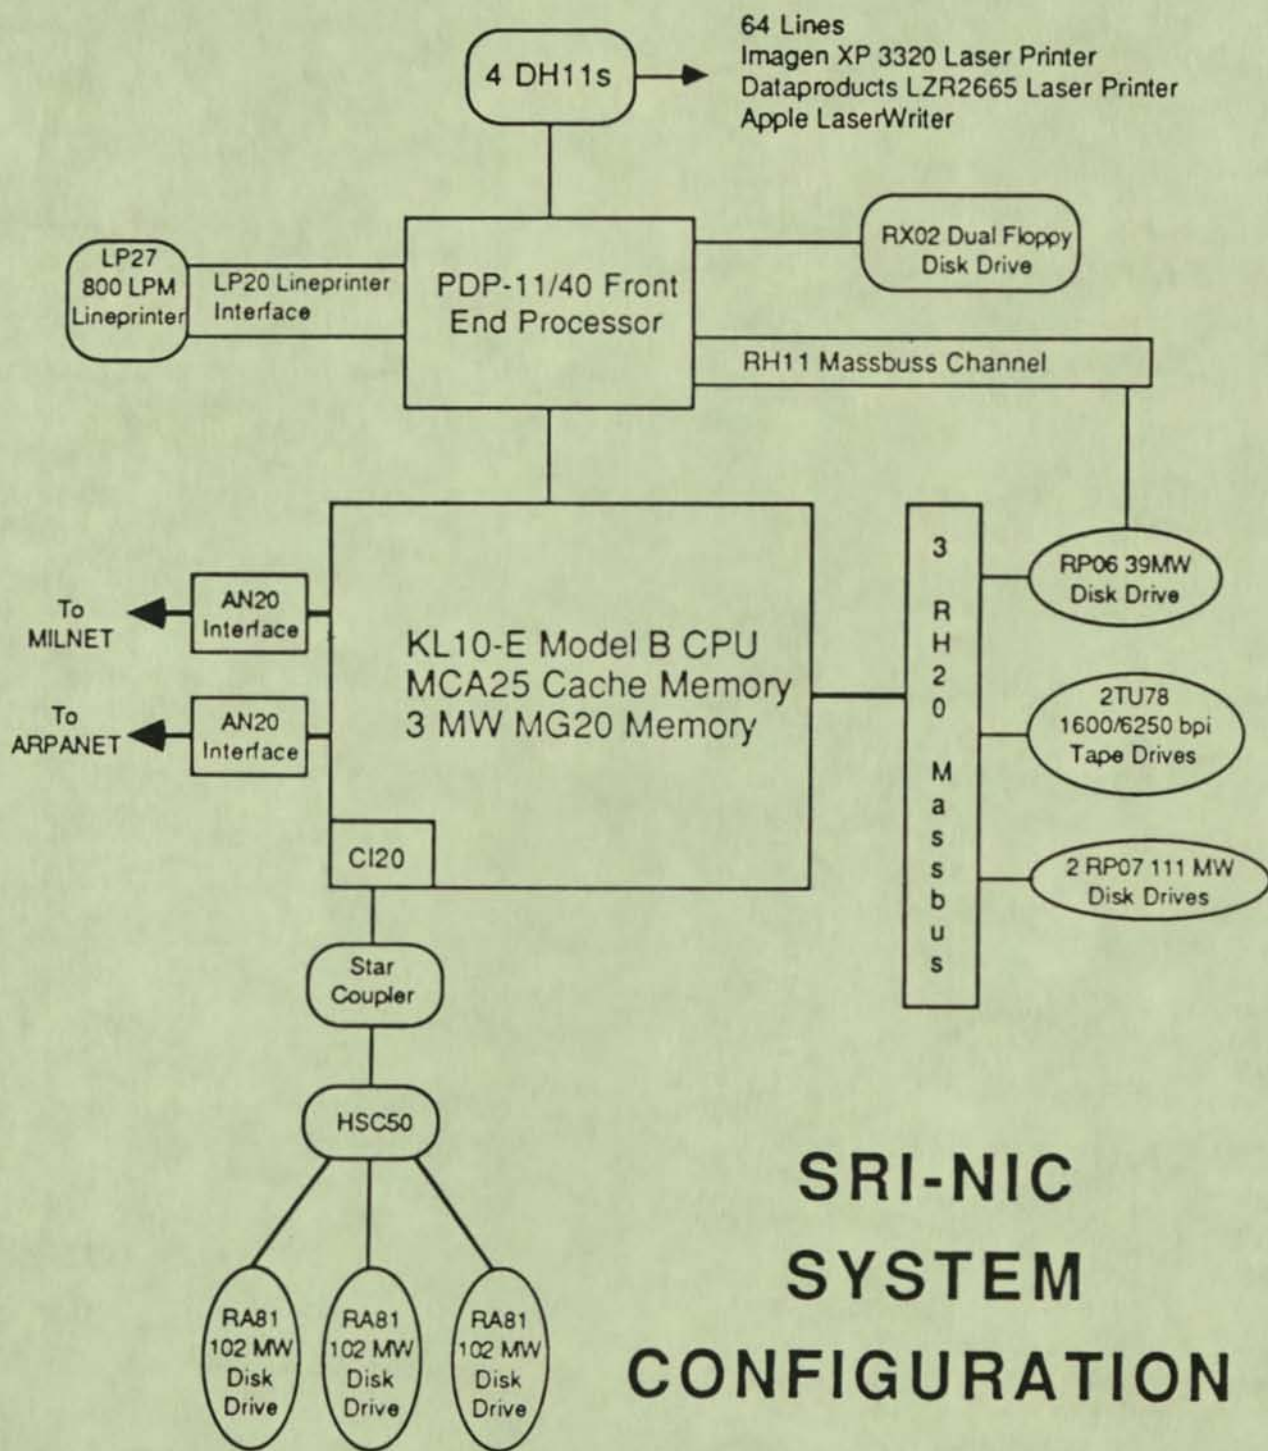 64 Lines
Imagen XP 3320 Laser Printer
Dataproducts LZR2665 Laser Printer
Apple LaserWriter
4 DH11s
RX02 Dual Floppy
Disk Drive
LP27
800 LPM
Lineprinter
LP20 Lineprinter
Interface
PDP-11/40 Front
End Processor
RH11 Massbuss Channel
3 RH20 Massbus
RP06 39MW
Disk Drive
To
MILNET
AN20
Interface
KL10-E Model B CPU
MCA25 Cache Memory
3 MW MG20 Memory
2TU78
1600/6250 bpi
Tape Drives
To
ARPANET
AN20
Interface
CI20
2 RP07 111 MW
Disk Drives
Star
Coupler
HSC50
RA81
102 MW
Disk
Drive
RA81
102 MW
Disk
Drive
RA81
102 MW
Disk
Drive
SRI-NIC
SYSTEM
CONFIGURATION